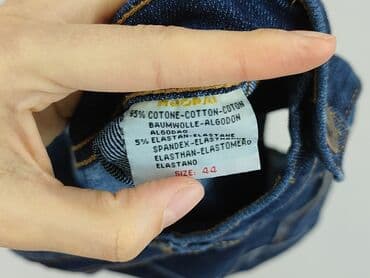 95% COTONE-COTTON-COTON
BAUMWOLLE-ALGODON
ALGODAO
5% ELASTAN-ELASTANE
SPANDEX-ELASTANE
ELASTHAN-ELASTOMERO
ELASTANO
SIZE: 44